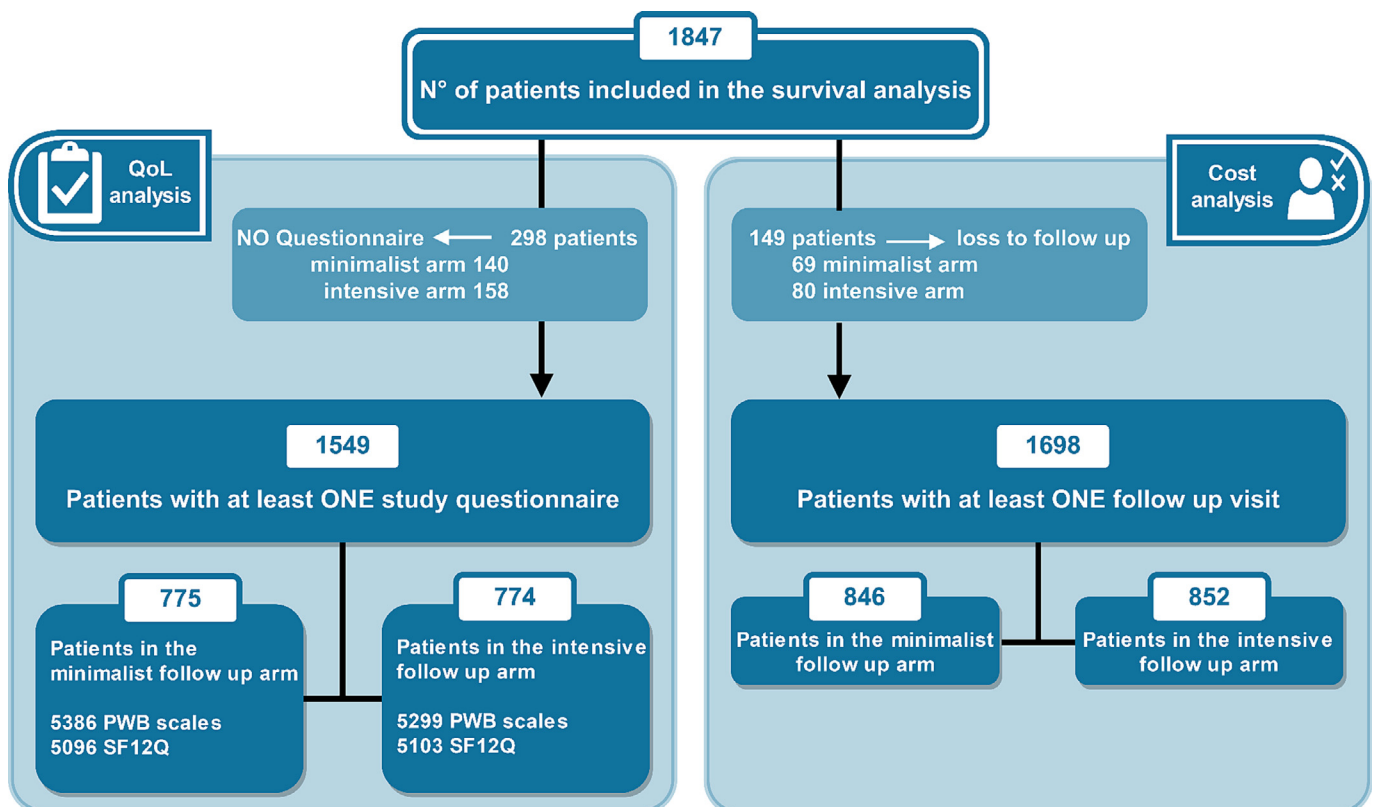 1847
N° of patients included in the survival analysis
QoL
analysis
NO Questionnaire 298 patients
minimalist arm 140
intensive arm 158
1549
Patients with at least ONE study questionnaire
775
Patients in the
minimalist follow up arm
5386 PWB scales
5096 SF12Q
774
Patients in the intensive
follow up arm
5299 PWB scales
5103 SF12Q
Cost
analysis
149 patients loss to follow up
69 minimalist arm
80 intensive arm
1698
Patients with at least ONE follow up visit
846
Patients in the minimalist
follow up arm
852
Patients in the intensive
follow up arm